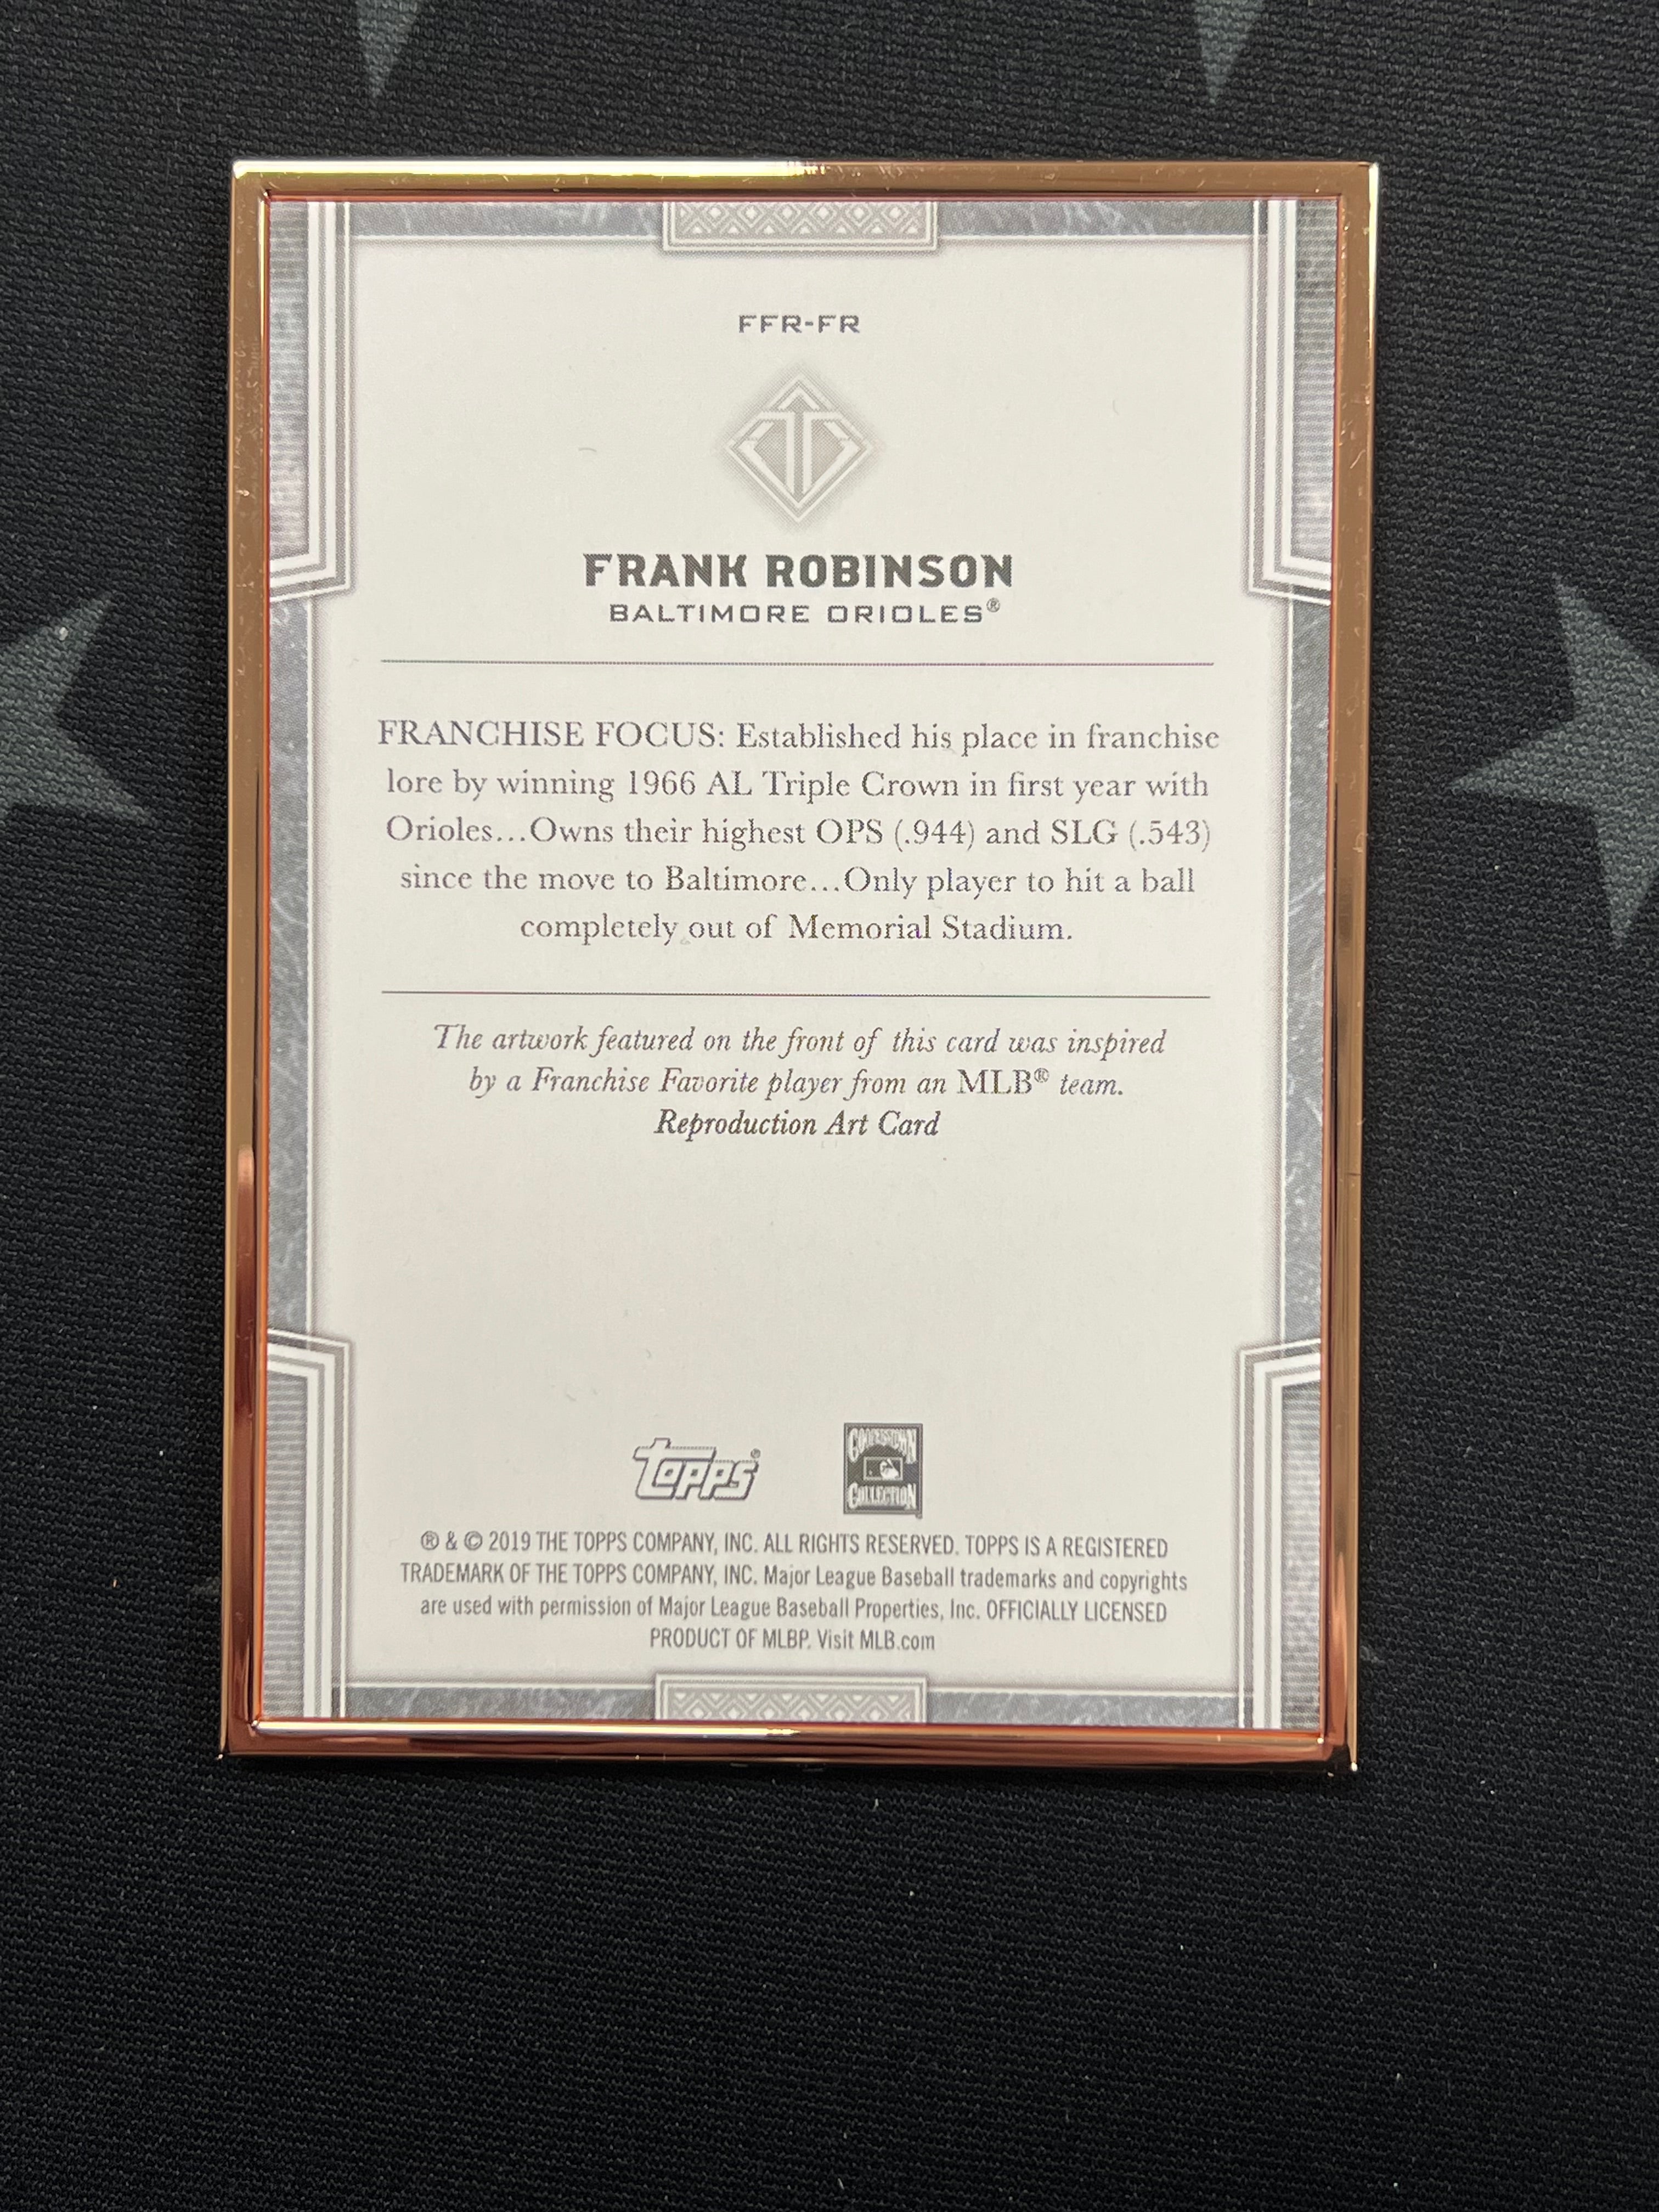 FFR-FR
FRANK ROBINSON
BALTIMORE ORIOLES®
FRANCHISE FOCUS: Established his place in franchise
lore by winning 1966 AL Triple Crown in first year with
Orioles...Owns their highest OPS (.944) and SLG (.543)
since the move to Baltimore...Only player to hit a ball
completely out of Memorial Stadium.
The artwork featured on the front of this card was inspired
by a Franchise Favorite player from an MLB® team.
Reproduction Art Card
Topps®
COOPERSTOWN
COLLECTION
® & © 2019 THE TOPPS COMPANY, INC. ALL RIGHTS RESERVED. TOPPS IS A REGISTERED
TRADEMARK OF THE TOPPS COMPANY, INC. Major League Baseball trademarks and copyrights
are used with permission of Major League Baseball Properties, Inc. OFFICIALLY LICENSED
PRODUCT OF MLBP. Visit MLB.com